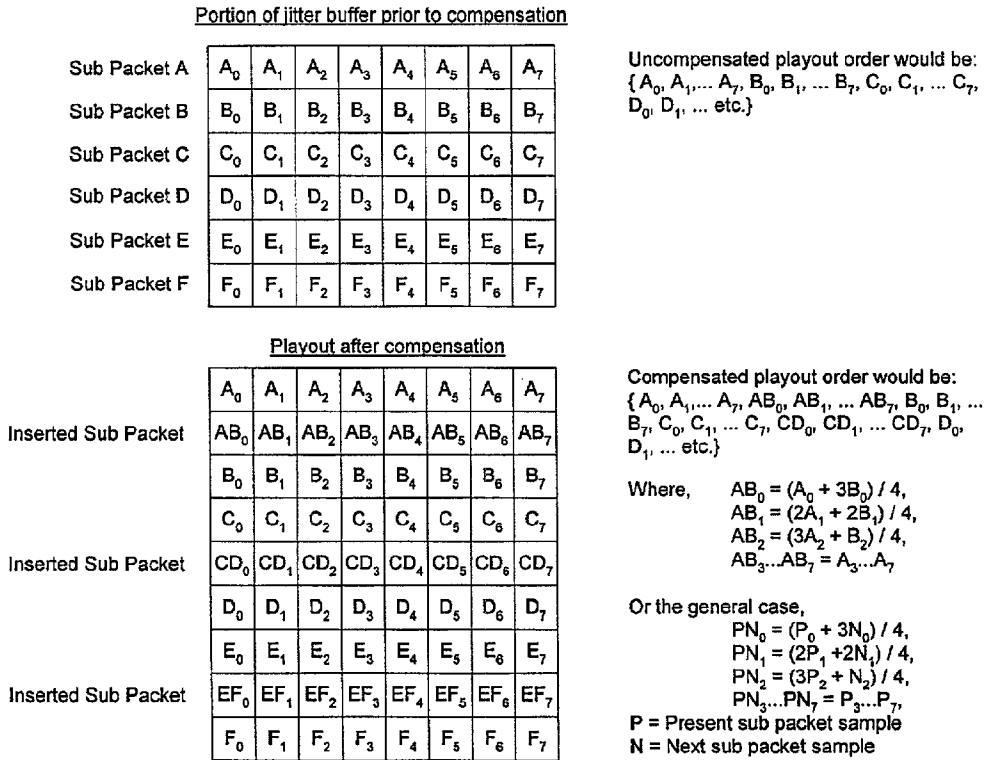 Portion of jitter buffer prior to compensation
Sub Packet A A₀ A₁ A₂ A₃ A₄ A₅ A₆ A₇
Sub Packet B B₀ B₁ B₂ B₃ B₄ B₅ B₆ B₇
Sub Packet C C₀ C₁ C₂ C₃ C₄ C₅ C₆ C₇
Sub Packet D D₀ D₁ D₂ D₃ D₄ D₅ D₆ D₇
Sub Packet E E₀ E₁ E₂ E₃ E₄ E₅ E₆ E₇
Sub Packet F F₀ F₁ F₂ F₃ F₄ F₅ F₆ F₇
Uncompensated playout order would be:
{ A₀, A₁,... A₇, B₀, B₁, ... B₇, C₀, C₁, ... C₇,
D₀, D₁, ... etc.}
Playout after compensation
A₀ A₁ A₂ A₃ A₄ A₅ A₆ A₇
Inserted Sub Packet AB₀ AB₁ AB₂ AB₃ AB₄ AB₅ AB₆ AB₇
B₀ B₁ B₂ B₃ B₄ B₅ B₆ B₇
C₀ C₁ C₂ C₃ C₄ C₅ C₆ C₇
Inserted Sub Packet CD₀ CD₁ CD₂ CD₃ CD₄ CD₅ CD₆ CD₇
D₀ D₁ D₂ D₃ D₄ D₅ D₆ D₇
E₀ E₁ E₂ E₃ E₄ E₅ E₆ E₇
Inserted Sub Packet EF₀ EF₁ EF₂ EF₃ EF₄ EF₅ EF₆ EF₇
F₀ F₁ F₂ F₃ F₄ F₅ F₆ F₇
Compensated playout order would be:
{ A₀, A₁,... A₇, AB₀, AB₁, ... AB₇, B₀, B₁, ...
B₇, C₀, C₁, ... C₇, CD₀, CD₁, ... CD₇, D₀,
D₁, ... etc.}
Where, AB₀ = (A₀ + 3B₀) / 4,
AB₁ = (2A₁ + 2B₁) / 4,
AB₂ = (3A₂ + B₂) / 4,
AB₃...AB₇ = A₃...A₇
Or the general case,
PN₀ = (P₀ + 3N₀) / 4,
PN₁ = (2P₁ +2N₁) / 4,
PN₂ = (3P₂ + N₂) / 4,
PN₃...PN₇ = P₃...P₇,
P = Present sub packet sample
N = Next sub packet sample